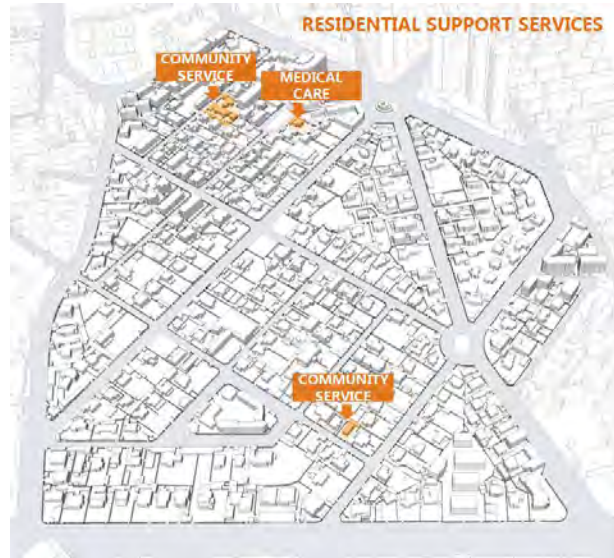 RESIDENTIAL SUPPORT SERVICES
COMMUNITY
SERVICE
MEDICAL
CARE
COMMUNITY
SERVICE